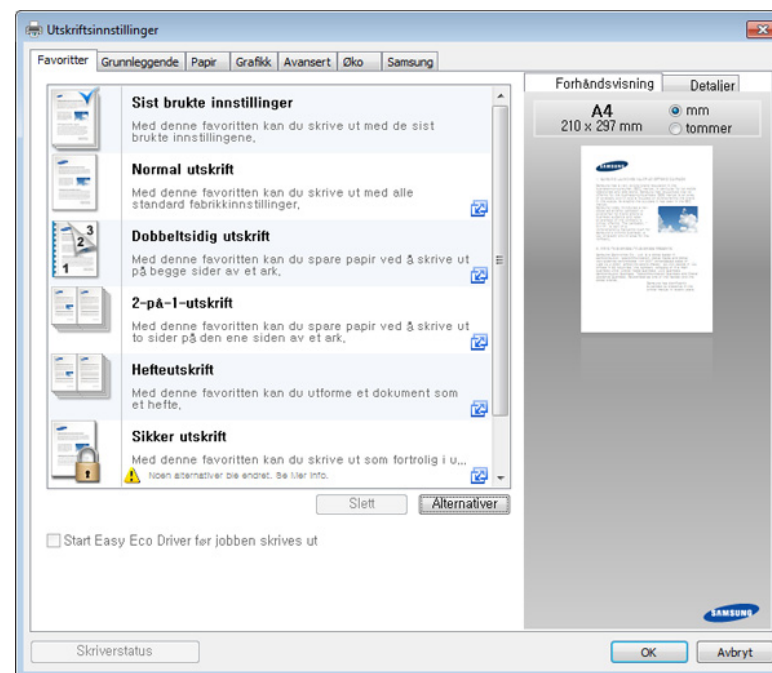 Utskriftsinnstillinger
Favoritter Grunnleggende Papir Grafikk Avansert Øko Samsung
Sist brukte innstillinger
Med denne favoritten kan du skrive ut med de sist
brukte innstillingene.
Normal utskrift
Med denne favoritten kan du skrive ut med alle
standard fabrikkinnstillinger.
Dobbeltsidig utskrift
Med denne favoritten kan du spare papir ved å skrive ut
på begge sider av et ark.
2-på-1-utskrift
Med denne favoritten kan du spare papir ved å skrive ut
to sider på den ene siden av et ark.
Hefteutskrift
Med denne favoritten kan du utforme et dokument som
et hefte.
Sikker utskrift
Med denne favoritten kan du skrive ut som fortrolig i u...
Noen alternativer ble endret. Se Mer info.
Slett Alternativer
Start Easy Eco Driver før jobben skrives ut
Forhåndsvisning Detaljer
A4
210 x 297 mm
mm
tommer
SAMSUNG
SAMSUNG
Skriverstatus OK Avbryt
1 2 3